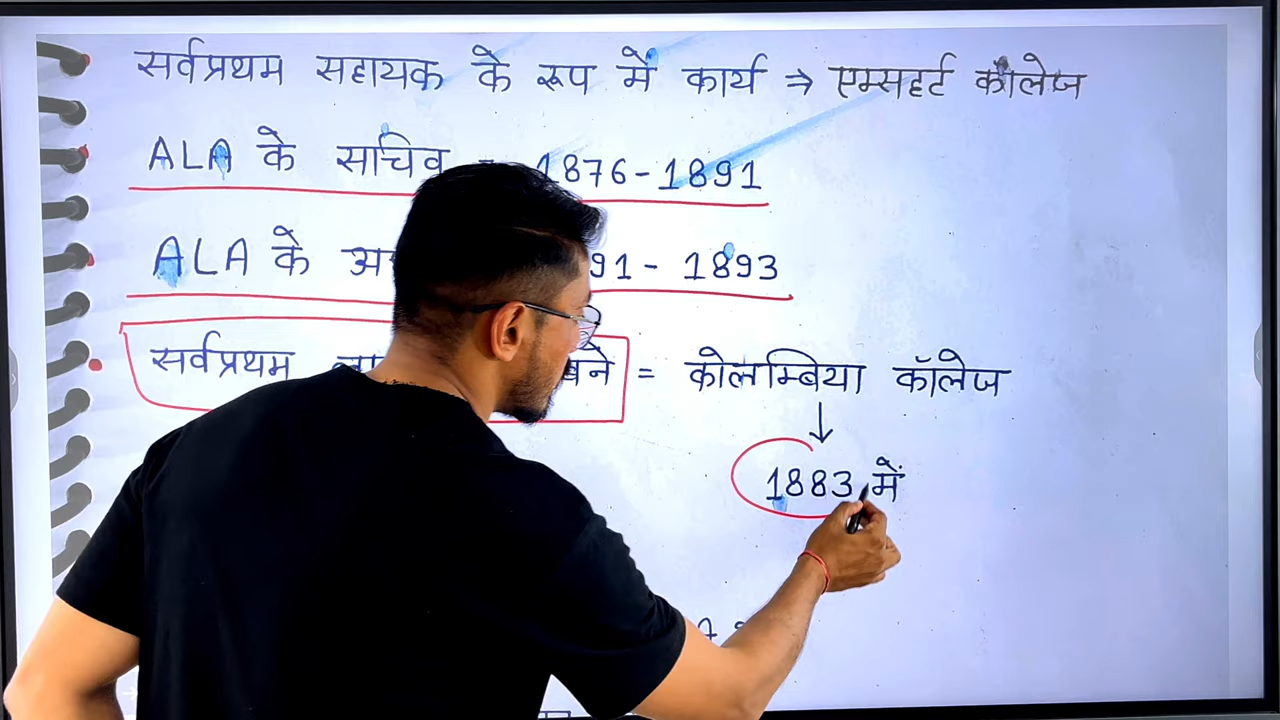 सर्वप्रथम सहायक के रूप में कार्य ⇒ एम्सहर्ट कॉलेज
ALA के सचिव = 1876-1891
ALA के 91- 1893
सर्वप्रथम बने = कोलम्बिया कॉलेज
↓
1883 में